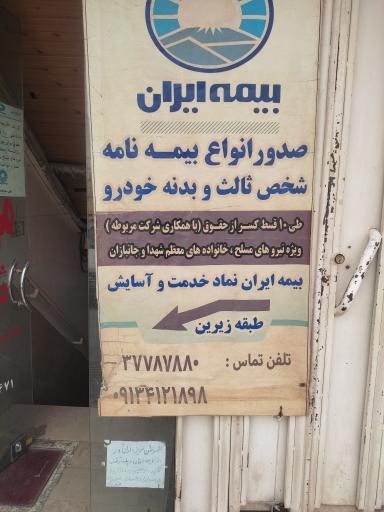 بیمه ایران
صدور انواع بیمه نامه
شخص ثالث و بدنه خودرو
طی ۱۰ قسط کسر از حقوق (با همکاری شرکت مربوطه)
ویژه نیروهای مسلح، خانواده های معظم شهدا و جانبازان
بیمه ایران نماد خدمت و آسایش
طبقه زیرین
تلفن تماس : ۳۷۷۸۷۸۸۰
۰۹۱۳۴۱۲۱۸۹۸